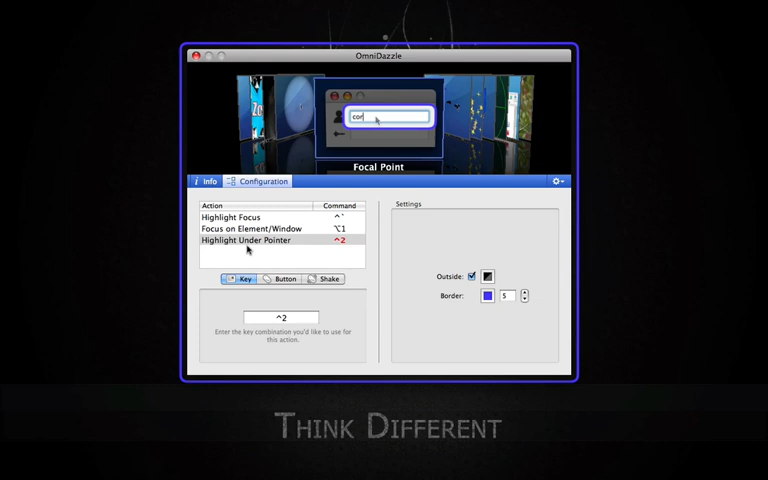 OmniDazzle
cor
Focal Point
i Info Configuration
Action Command
Highlight Focus ^`
Focus on Element/Window ⌥1
Highlight Under Pointer ^2
Key Button Shake
^2
Enter the key combination you'd like to use for
this action.
Settings
Outside:
Border: 5
THINK DIFFERENT